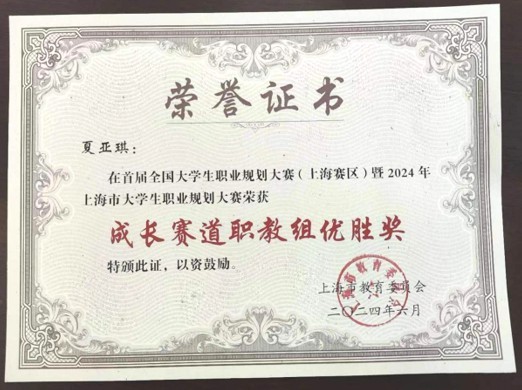 荣誉证书
夏亚琪：
在首届全国大学生职业规划大赛（上海赛区）暨2024年
上海市大学生职业规划大赛荣获
成长赛道职教组优胜奖
特颁此证，以资鼓励。
上海市教育委员会
二〇二四年六月